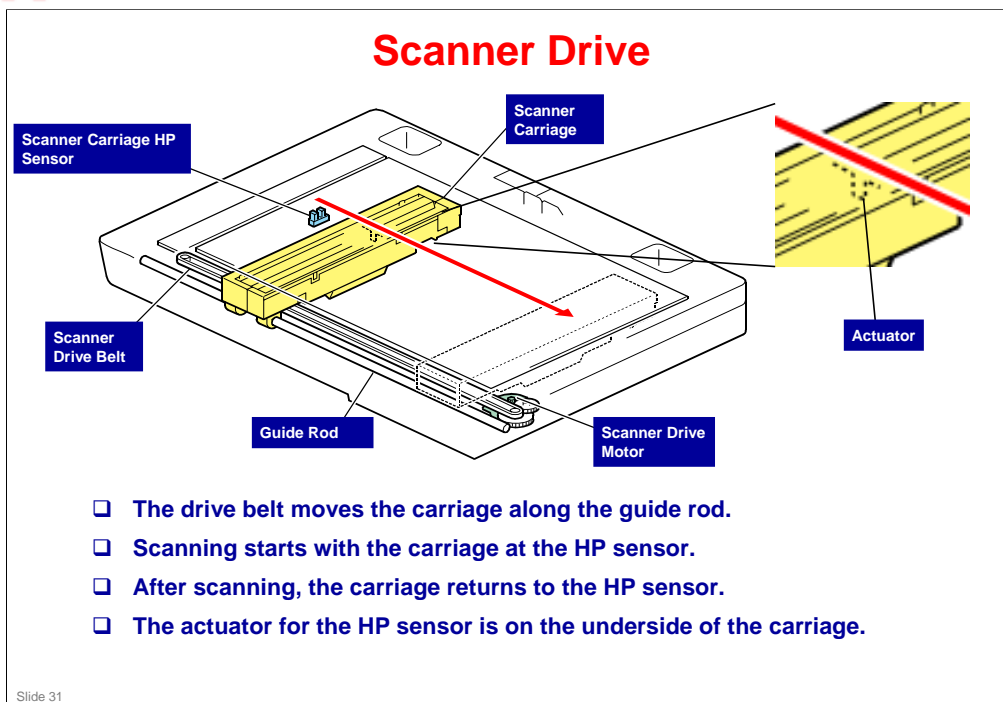 Scanner Drive
Scanner Carriage HP
Sensor
Scanner
Carriage
Scanner
Drive Belt
Actuator
Guide Rod
Scanner Drive
Motor
❑ The drive belt moves the carriage along the guide rod.
❑ Scanning starts with the carriage at the HP sensor.
❑ After scanning, the carriage returns to the HP sensor.
❑ The actuator for the HP sensor is on the underside of the carriage.
Slide 31